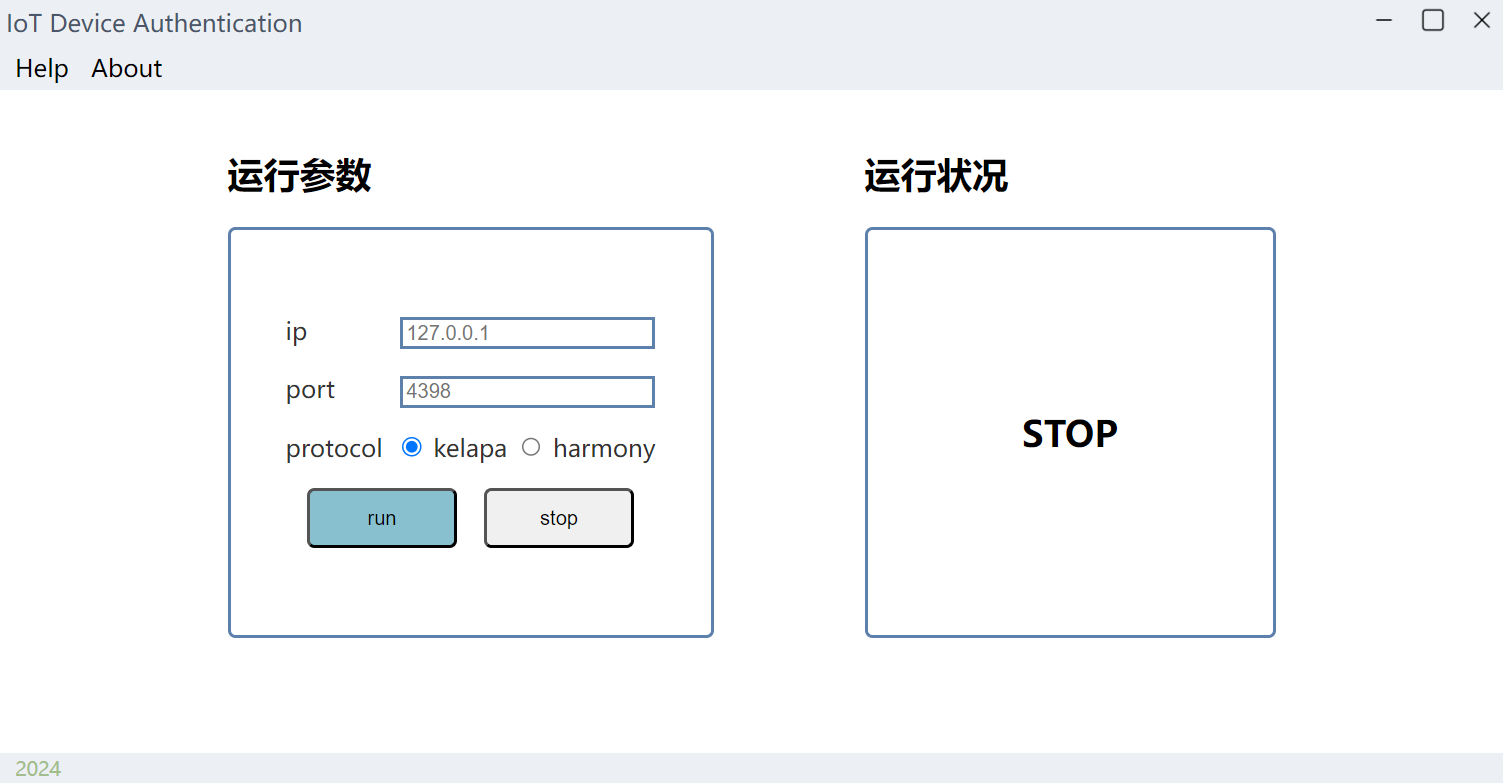 IoT Device Authentication
Help About
运行参数
ip 127.0.0.1
port 4398
protocol kelapa harmony
run stop
运行状况
STOP
2024